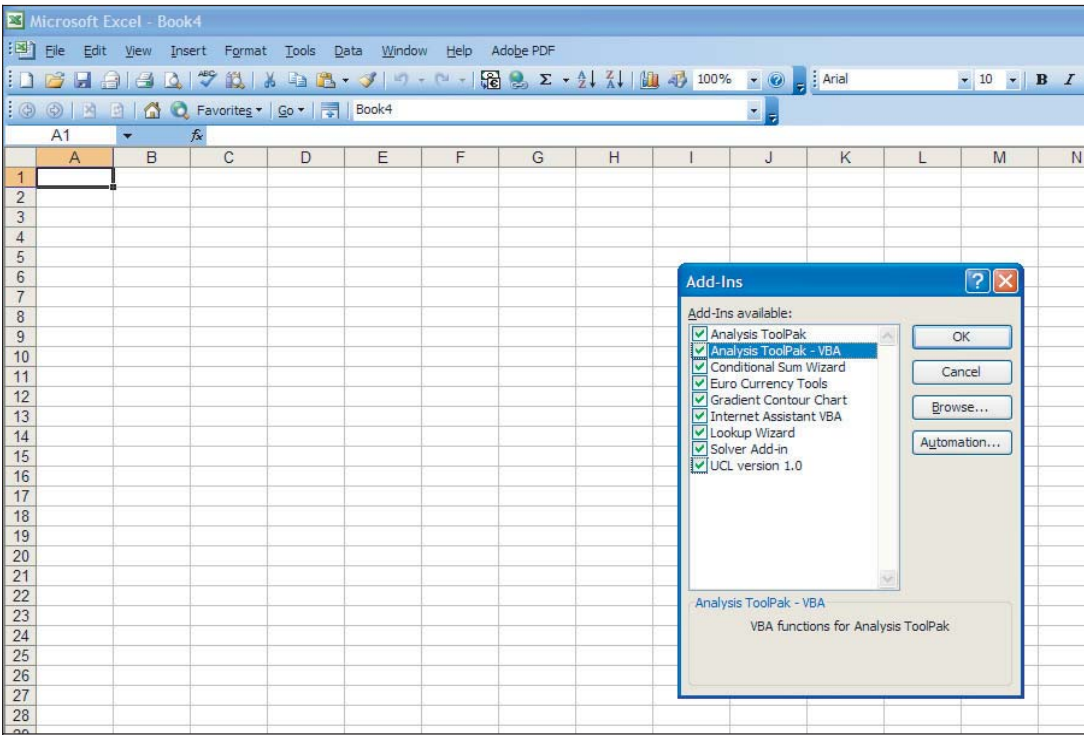 Microsoft Excel - Book4
File Edit View Insert Format Tools Data Window Help Adobe PDF
ABC Σ A Z Z A 100% ? Arial 10 B I
Favorites Go Book4
A1 fx
A B C D E F G H I J K L M N
1
2
3
4
5
6
7
8
9
10
11
12
13
14
15
16
17
18
19
20
21
22
23
24
25
26
27
28
29
Add-Ins ?
Add-Ins available:
Analysis ToolPak
Analysis ToolPak - VBA
Conditional Sum Wizard
Euro Currency Tools
Gradient Contour Chart
Internet Assistant VBA
Lookup Wizard
Solver Add-in
UCL version 1.0
OK
Cancel
Browse...
Automation...
Analysis ToolPak - VBA
VBA functions for Analysis ToolPak